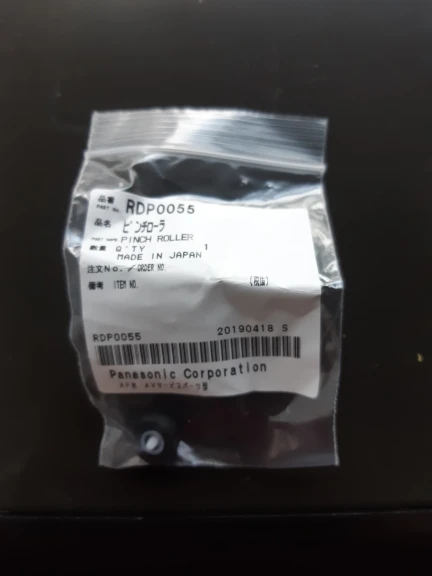 品番 PART No. RDP0055
品名 ピンチローラ
PART NAME PINCH ROLLER
数量 Q'TY 1
MADE IN JAPAN
注文No./ORDER NO.
備考 ITEM NO. (税抜)
RDP0055 20190418 S
Panasonic Corporation